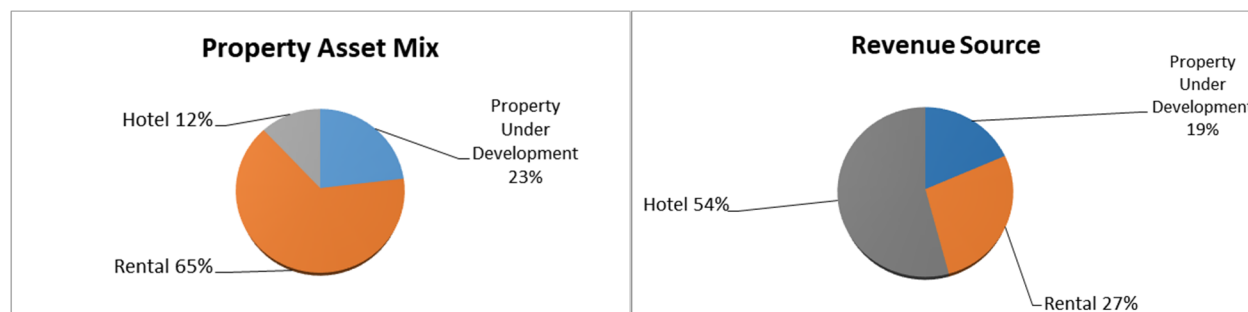 Property Asset Mix
Hotel 12%
Property
Under
Development
23%
Rental 65%
Revenue Source
Property
Under
Development
19%
Hotel 54%
Rental 27%